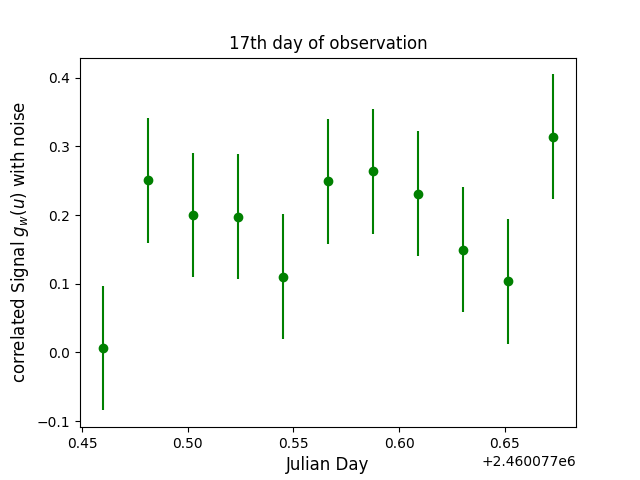 17th day of observation
correlated Signal $g_w(u)$ with noise
0.4
0.3
0.2
0.1
0.0
−0.1
0.45 0.50 0.55 0.60 0.65
+2.460077e6
Julian Day